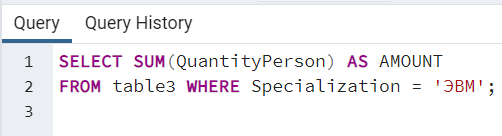 Query Query History
1 SELECT SUM(QuantityPerson) AS AMOUNT
2 FROM table3 WHERE Specialization = 'ЭВМ';
3